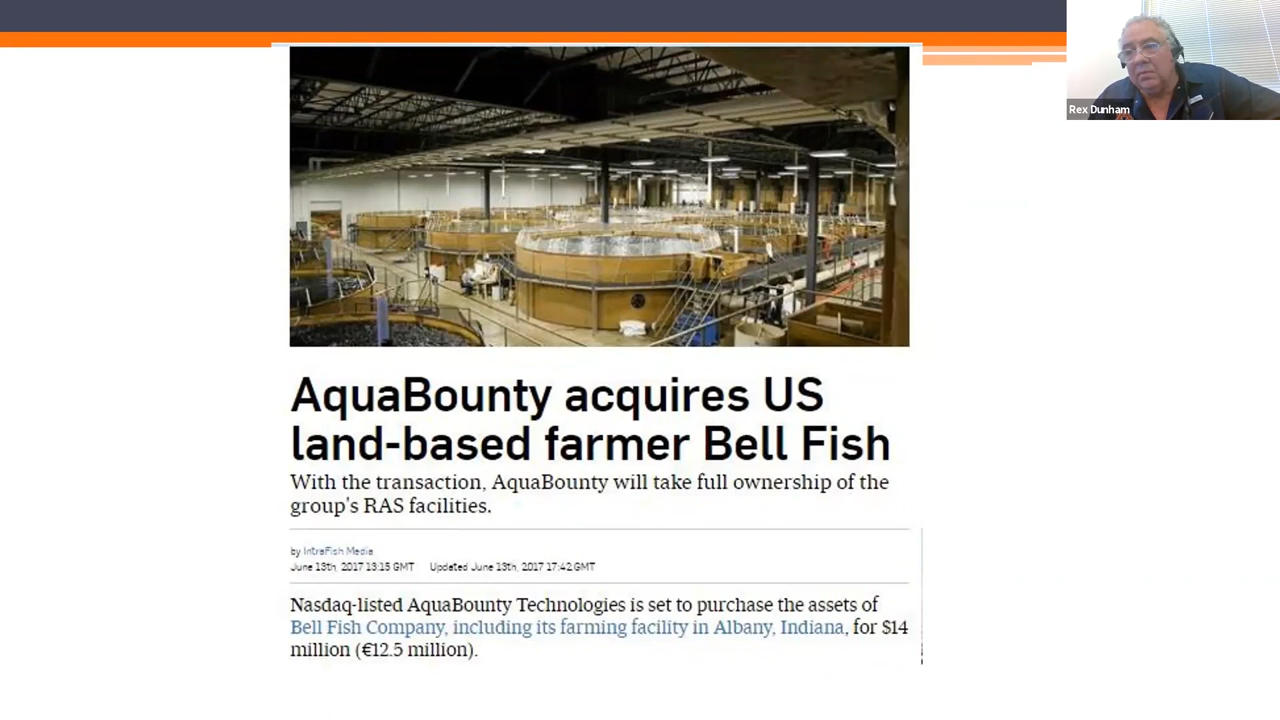 Rex Dunham
AquaBounty acquires US
land-based farmer Bell Fish
With the transaction, AquaBounty will take full ownership of the
group's RAS facilities.
by IntraFish Media
June 13th, 2017 13:15 GMT Updated June 13th, 2017 17:42 GMT
Nasdaq-listed AquaBounty Technologies is set to purchase the assets of
Bell Fish Company, including its farming facility in Albany, Indiana, for $14
million (€12.5 million).